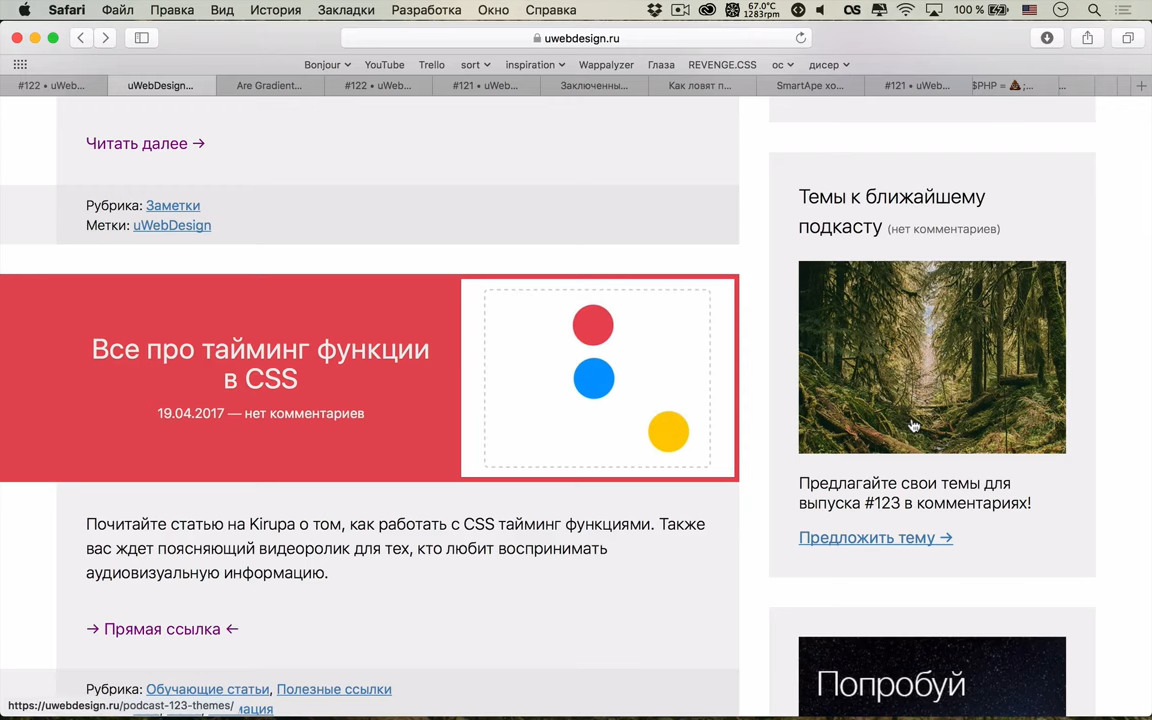 Safari Файл Правка Вид История Закладки Разработка Окно Справка 67.0°C 1283rpm 100 %
uwebdesign.ru
Bonjour YouTube Trello sort inspiration Wappalyzer Глаза REVENGE.CSS ос дисер
#122 • uWeb... uWebDesign... Are Gradient... #122 • uWeb... #121 • uWeb... Заключенны... Как ловят п... SmartApe хо... #121 • uWeb... $PHP = ;... ...
Читать далее →
Рубрика: Заметки
Метки: uWebDesign
Все про тайминг функции
в CSS
19.04.2017 — нет комментариев
Почитайте статью на Kirupa о том, как работать с CSS тайминг функциями. Также
вас ждет поясняющий видеоролик для тех, кто любит воспринимать
аудиовизуальную информацию.
→ Прямая ссылка ←
Рубрика: Обучающие статьи, Полезные ссылки
https://uwebdesign.ru/podcast-123-themes/
Темы к ближайшему
подкасту (нет комментариев)
Предлагайте свои темы для
выпуска #123 в комментариях!
Предложить тему →
Попробуй